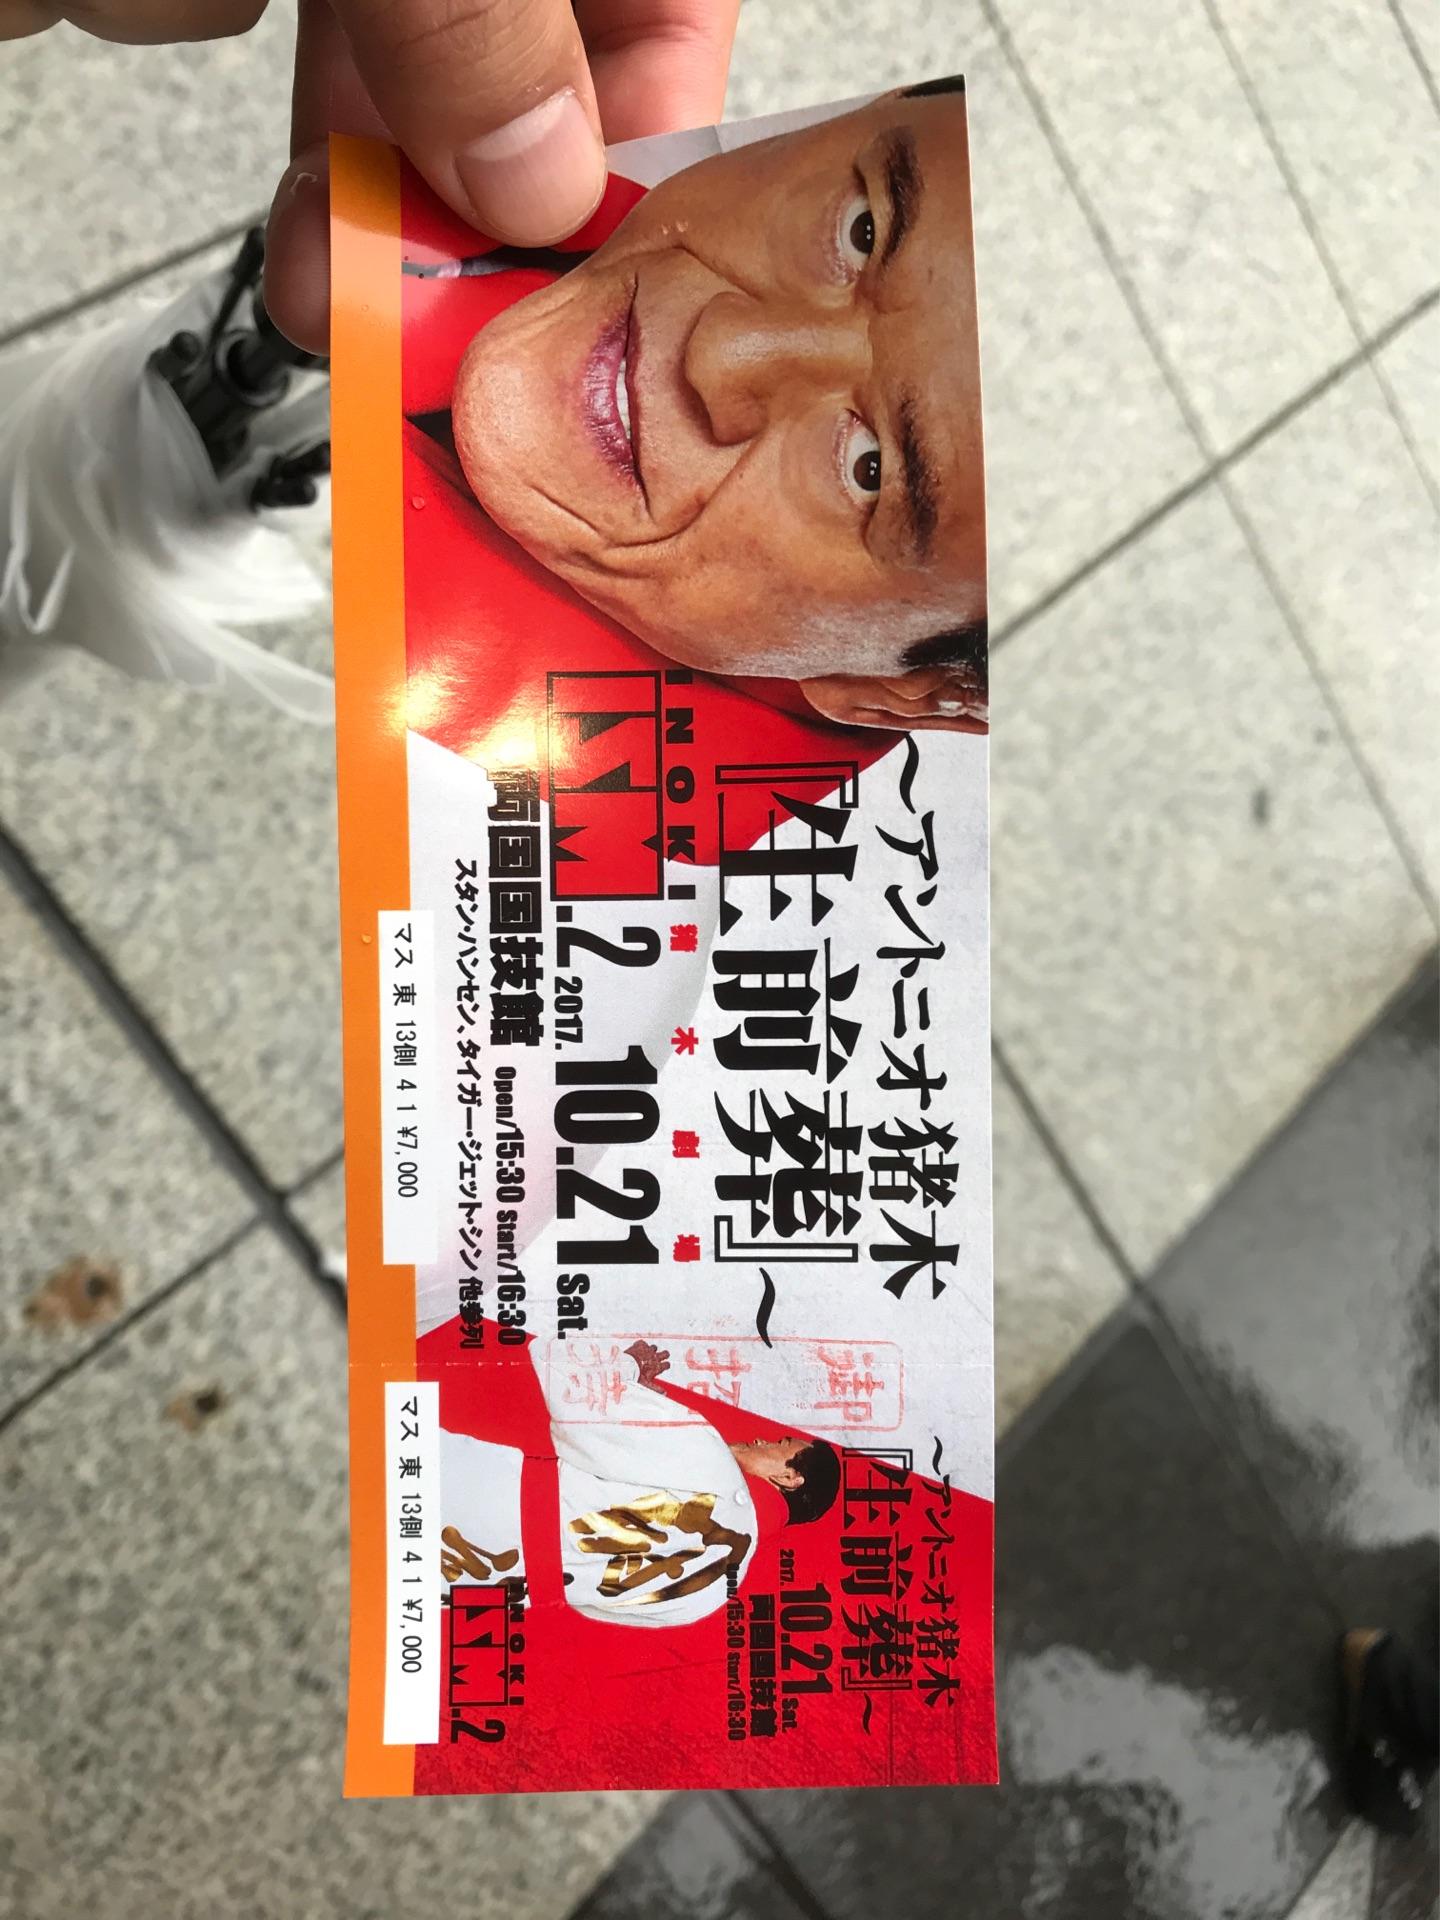 ～アントニオ猪木
『生前葬』～
INOKI
猪木劇場
ISM.2
2017.10.21 Sat.
両国国技館 Open/15:30 Start/16:30
スタン・ハンセン、タイガー・ジェット・シン 他参列
マス 東 13側 4 1 ¥7,000
御招待
～アントニオ猪木
『生前葬』～
2017.10.21 Sat.
両国国技館
Open/15:30 Start/16:30
INOKI
ISM.2
マス 東 13側 4 1 ¥7,000